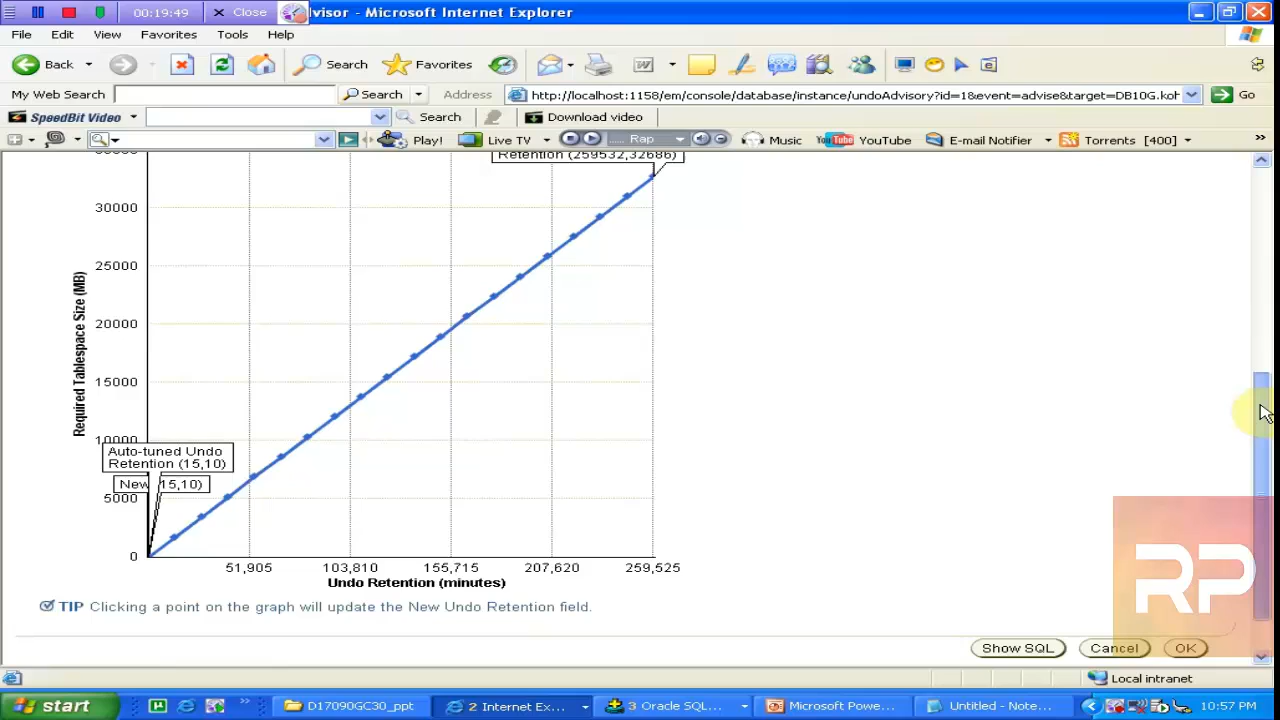 00:19:49 Close lvisor - Microsoft Internet Explorer
File Edit View Favorites Tools Help
Back Search Favorites
My Web Search Search Address http://localhost:1158/em/console/database/instance/undoAdvisory?id=1&event=advise&target=DB10G.koh Go
SpeedBit Video Search Download video
Play! Live TV Rap Music YouTube E-mail Notifier Torrents [400]
Retention (259532,32686)
30000
25000
20000
15000
10000
5000
0
Required Tablespace Size (MB)
Auto-tuned Undo
Retention (15,10)
New 15,10)
51,905 103,810 155,715 207,620 259,525
Undo Retention (minutes)
TIP Clicking a point on the graph will update the New Undo Retention field.
RP
Show SQL Cancel OK
Local intranet
start D17090GC30_ppt 2 Internet Ex... 3 Oracle SQL... Microsoft Powe... Untitled - Note... 10:57 PM